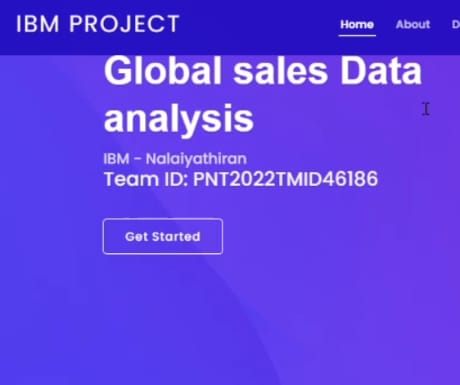 IBM PROJECT
Home About D
Global sales Data
analysis
IBM - Nalaiyathiran
Team ID: PNT2022TMID46186
Get Started